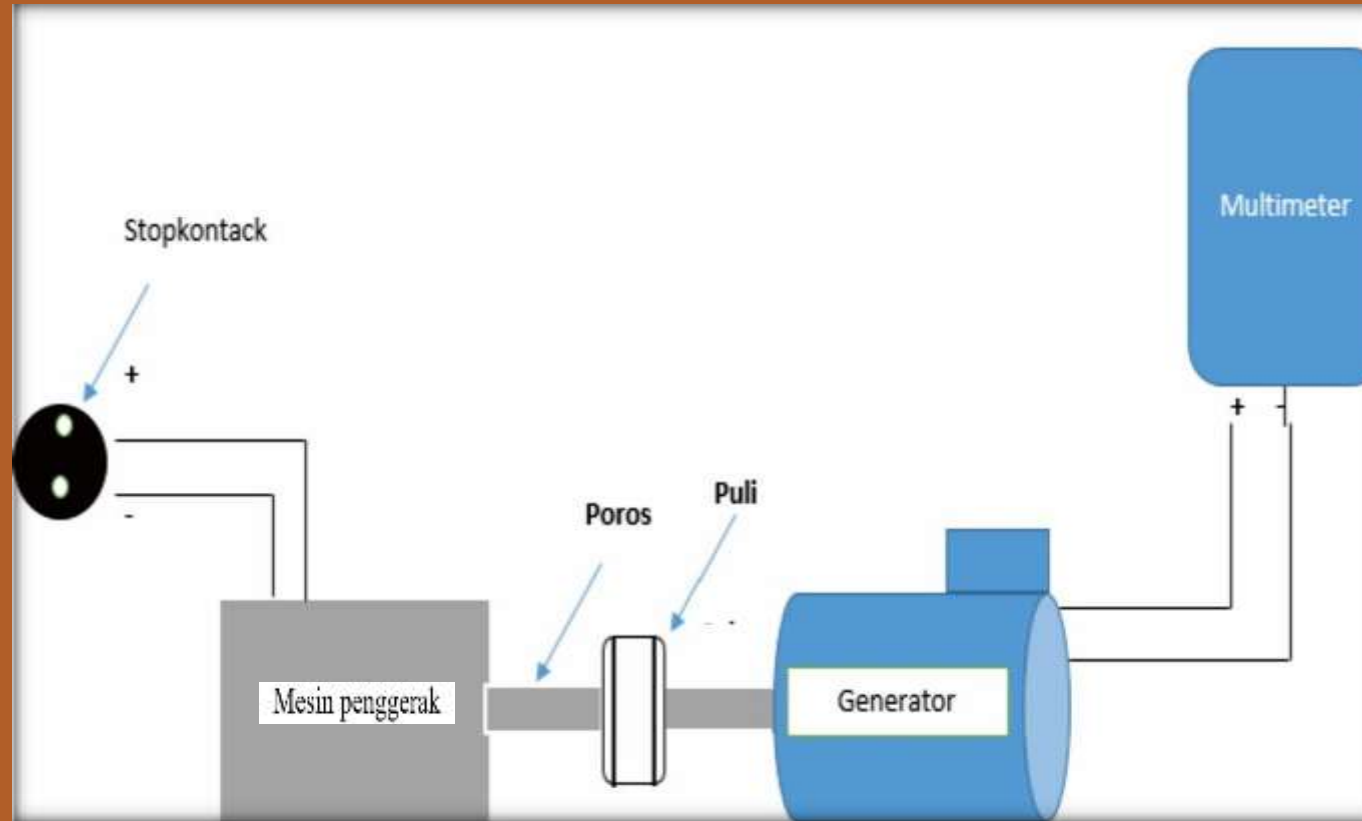 Multimeter
Stopkontack
+
+ -
-
Puli
Poros
Mesin penggerak
Generator